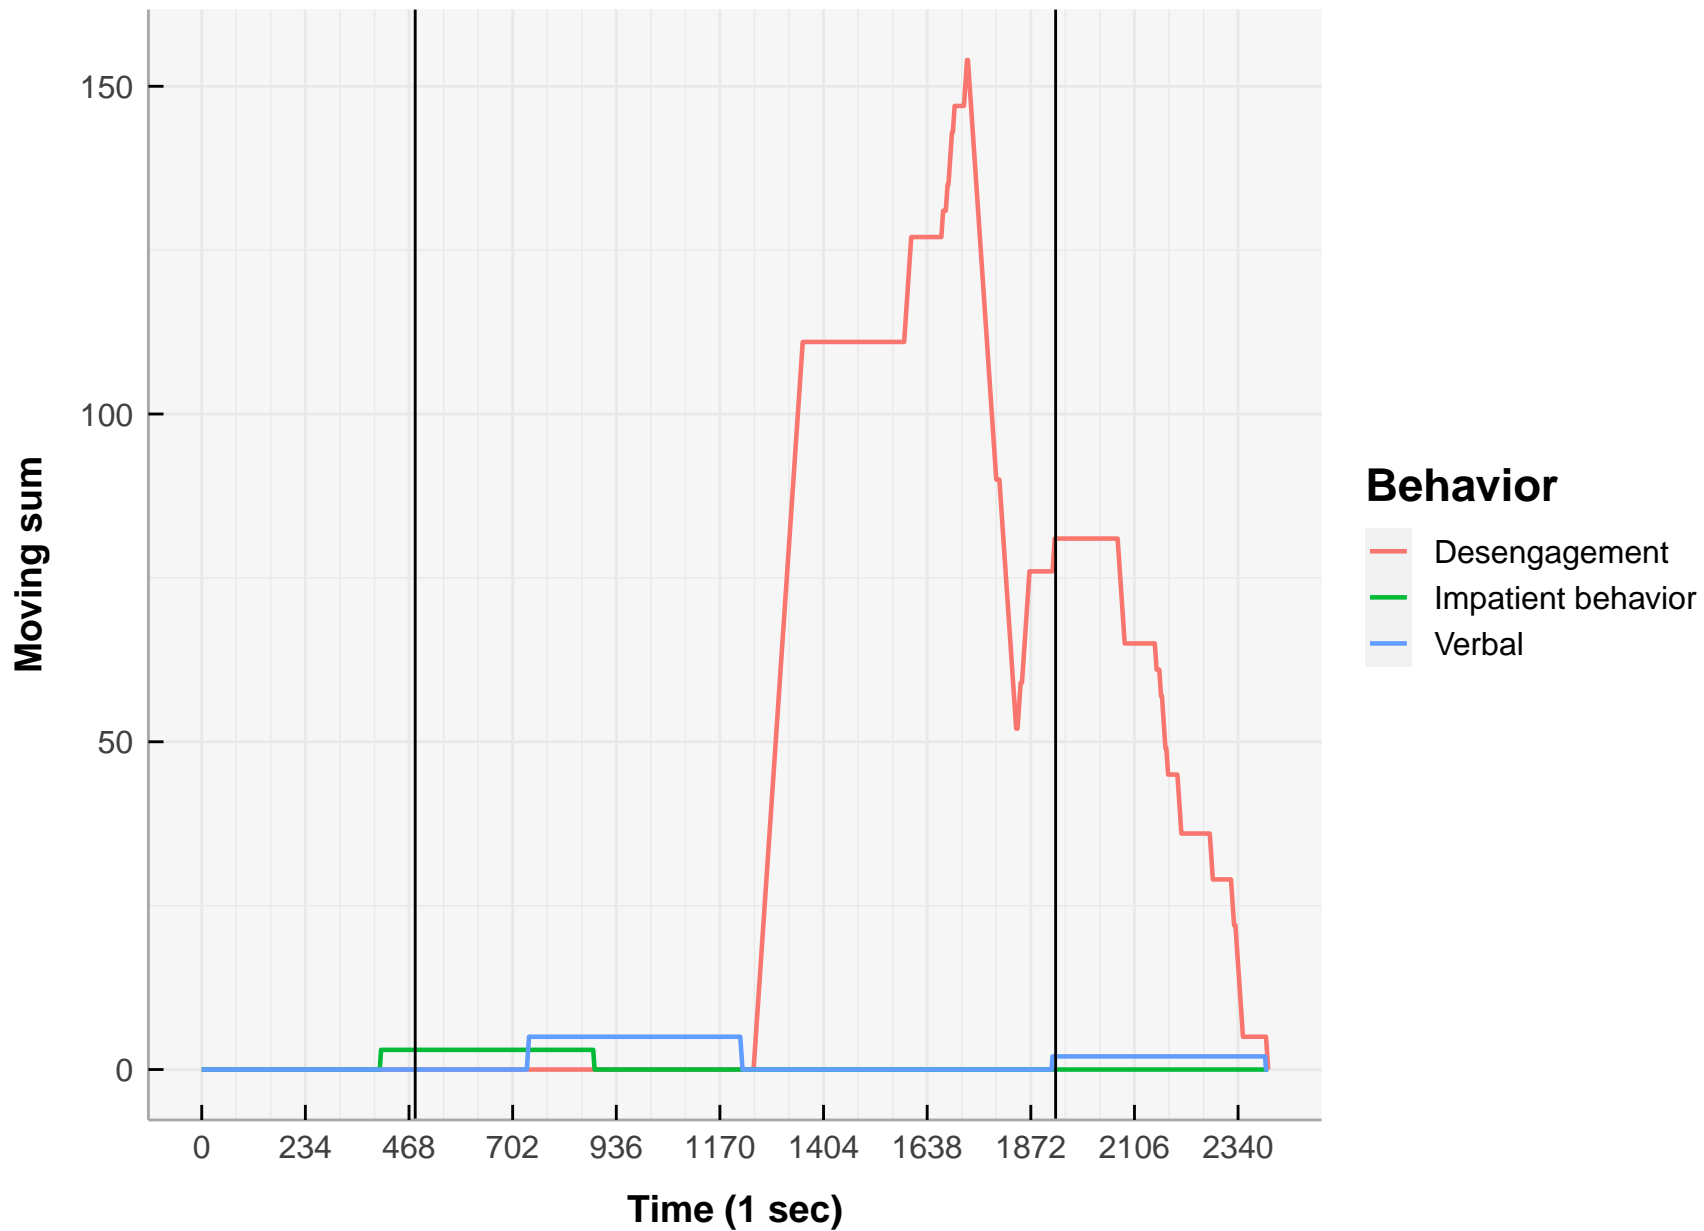 150
100
50
0
Moving sum
0 234 468 702 936 1170 1404 1638 1872 2106 2340
Time (1 sec)
Behavior
Desengagement
Impatient behavior
Verbal